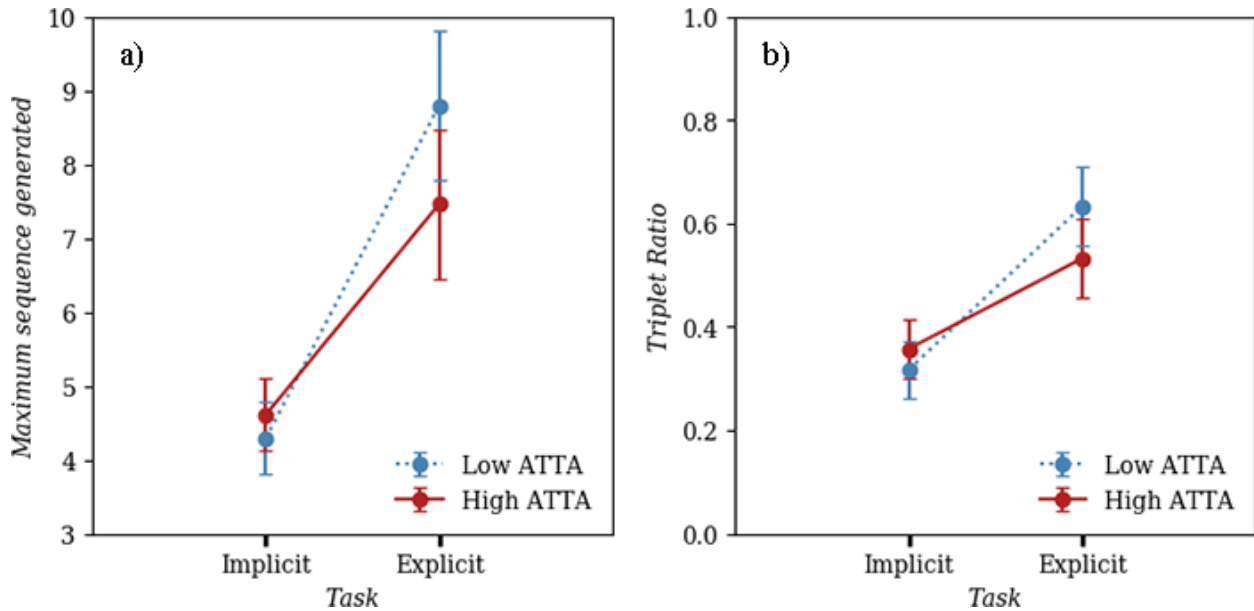 a)
10
9
8
7
6
5
4
3
Maximum sequence generated
Low ATTA
High ATTA
Implicit
Explicit
Task
b)
1.0
0.8
0.6
0.4
0.2
0.0
Triplet Ratio
Low ATTA
High ATTA
Implicit
Explicit
Task